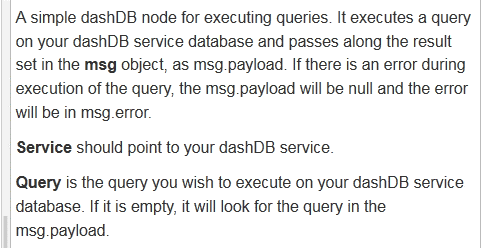 A simple dashDB node for executing queries. It executes a query
on your dashDB service database and passes along the result
set in the msg object, as msg.payload. If there is an error during
execution of the query, the msg.payload will be null and the error
will be in msg.error.
Service should point to your dashDB service.
Query is the query you wish to execute on your dashDB service
database. If it is empty, it will look for the query in the
msg.payload.